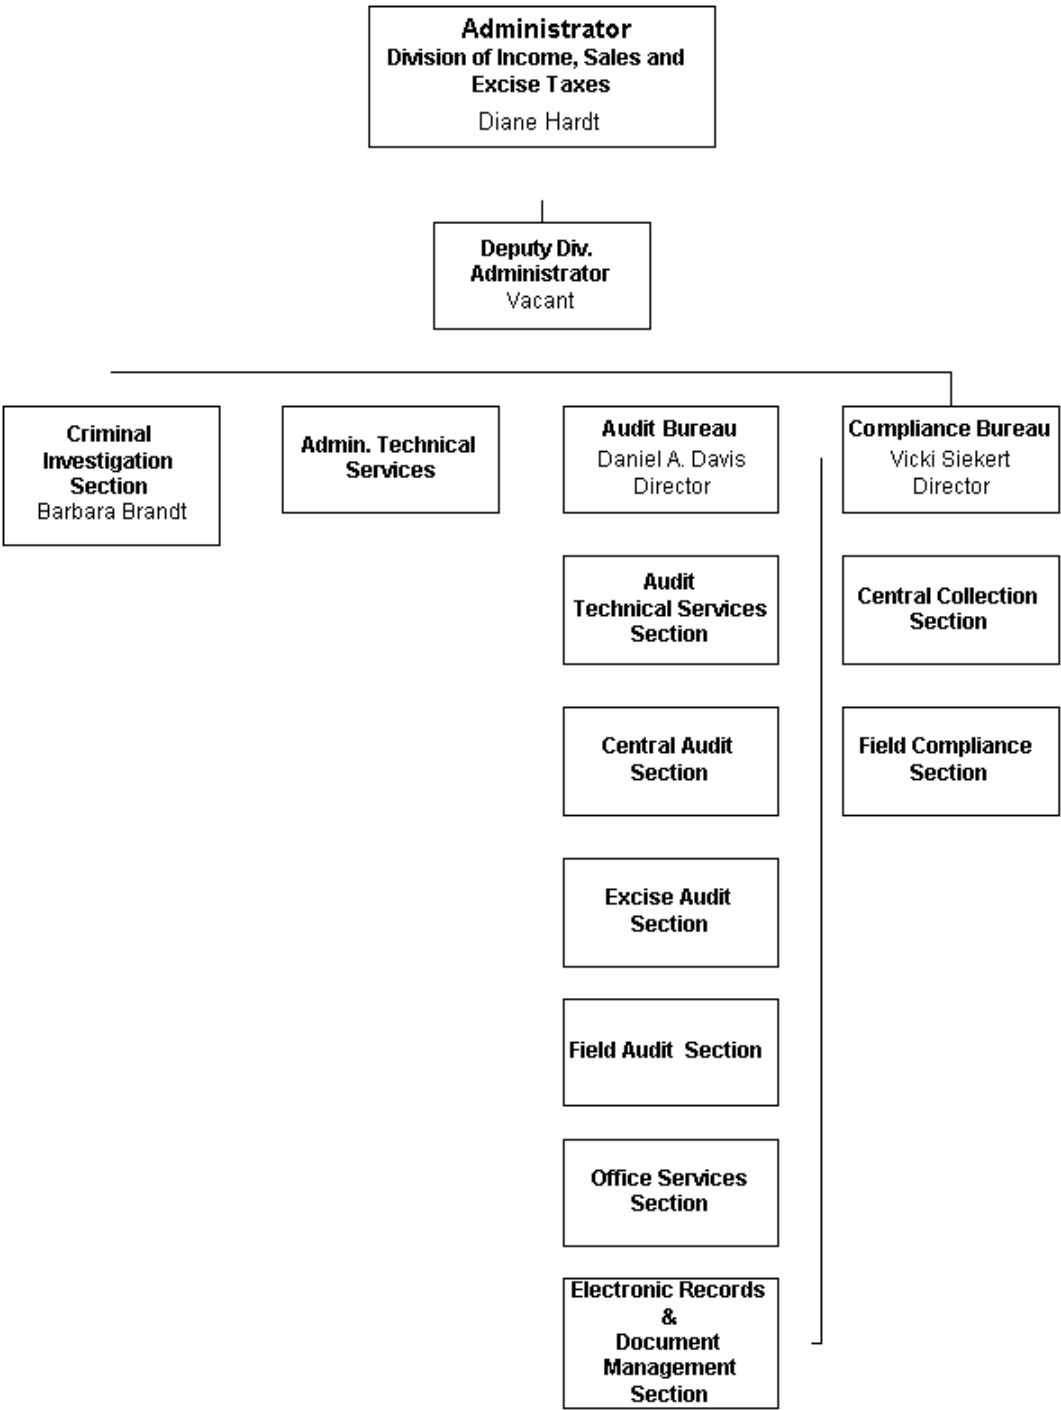 Administrator
Division of Income, Sales and
Excise Taxes
Diane Hardt
Deputy Div.
Administrator
Vacant
Criminal
Investigation
Section
Barbara Brandt
Admin. Technical
Services
Audit Bureau
Daniel A. Davis
Director
Compliance Bureau
Vicki Siekert
Director
Audit
Technical Services
Section
Central Collection
Section
Central Audit
Section
Field Compliance
Section
Excise Audit
Section
Field Audit Section
Office Services
Section
Electronic Records
&
Document
Management
Section